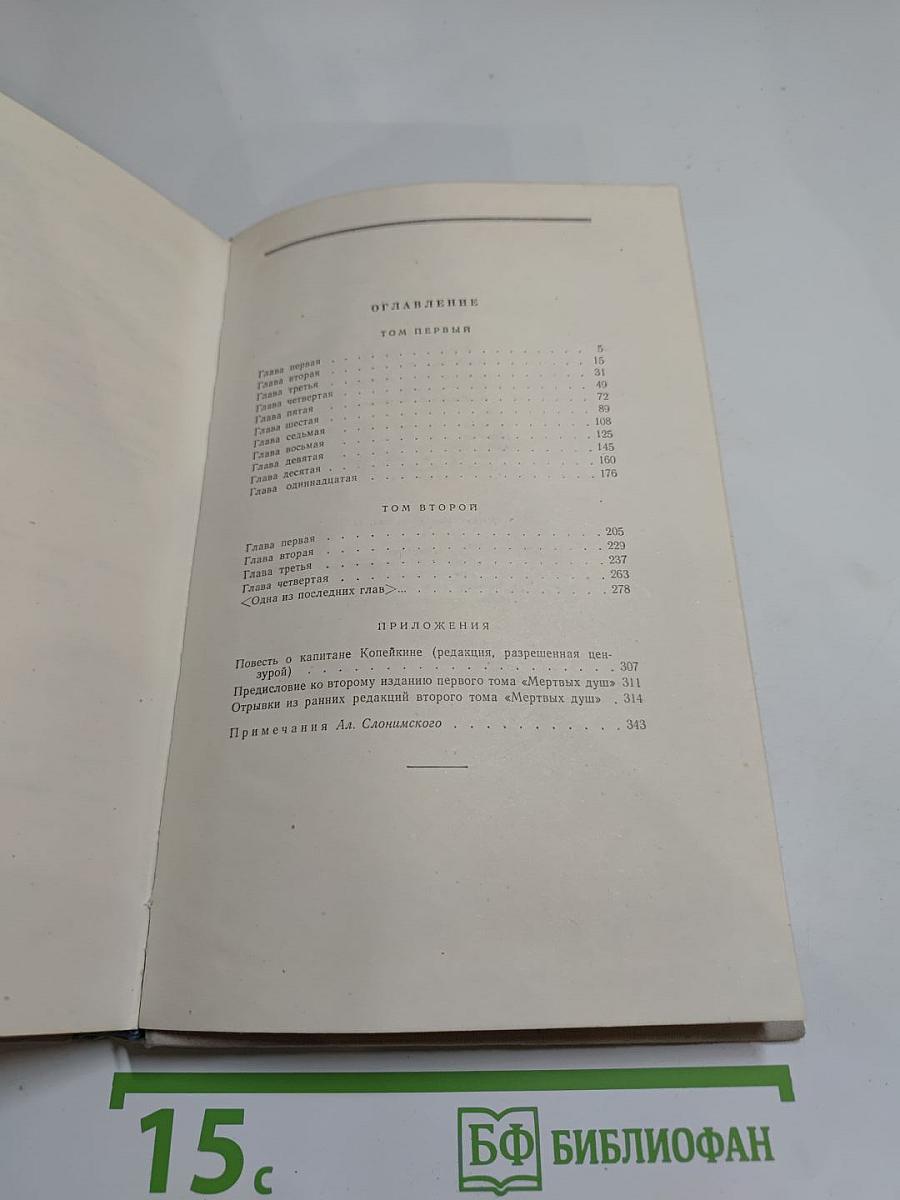 ОГЛАВЛЕНИЕ
ТОМ ПЕРВЫЙ
Глава первая . . . . . . . . . . . . . . . . . 5
Глава вторая . . . . . . . . . . . . . . . . . 15
Глава третья . . . . . . . . . . . . . . . . . 31
Глава четвертая . . . . . . . . . . . . . . . . 49
Глава пятая . . . . . . . . . . . . . . . . . 72
Глава шестая . . . . . . . . . . . . . . . . . 89
Глава седьмая . . . . . . . . . . . . . . . . . 108
Глава восьмая . . . . . . . . . . . . . . . . . 125
Глава девятая . . . . . . . . . . . . . . . . . 145
Глава десятая . . . . . . . . . . . . . . . . . 160
Глава одиннадцатая . . . . . . . . . . . . . . 176
ТОМ ВТОРОЙ
Глава первая . . . . . . . . . . . . . . . . . 205
Глава вторая . . . . . . . . . . . . . . . . . 229
Глава третья . . . . . . . . . . . . . . . . . 237
Глава четвертая . . . . . . . . . . . . . . . . 263
<Одна из последних глав>... . . . . . . . . . . . 278
ПРИЛОЖЕНИЯ
Повесть о капитане Копейкине (редакция, разрешенная цен-
зурой) . . . . . . . . . . . . . . . . . . 307
Предисловие ко второму изданию первого тома «Мертвых душ» 311
Отрывки из ранних редакций второго тома «Мертвых душ» . 314
Примечания Ал. Слонимского . . . . . . . . . 343
15 с
БФ БИБЛИОФАН